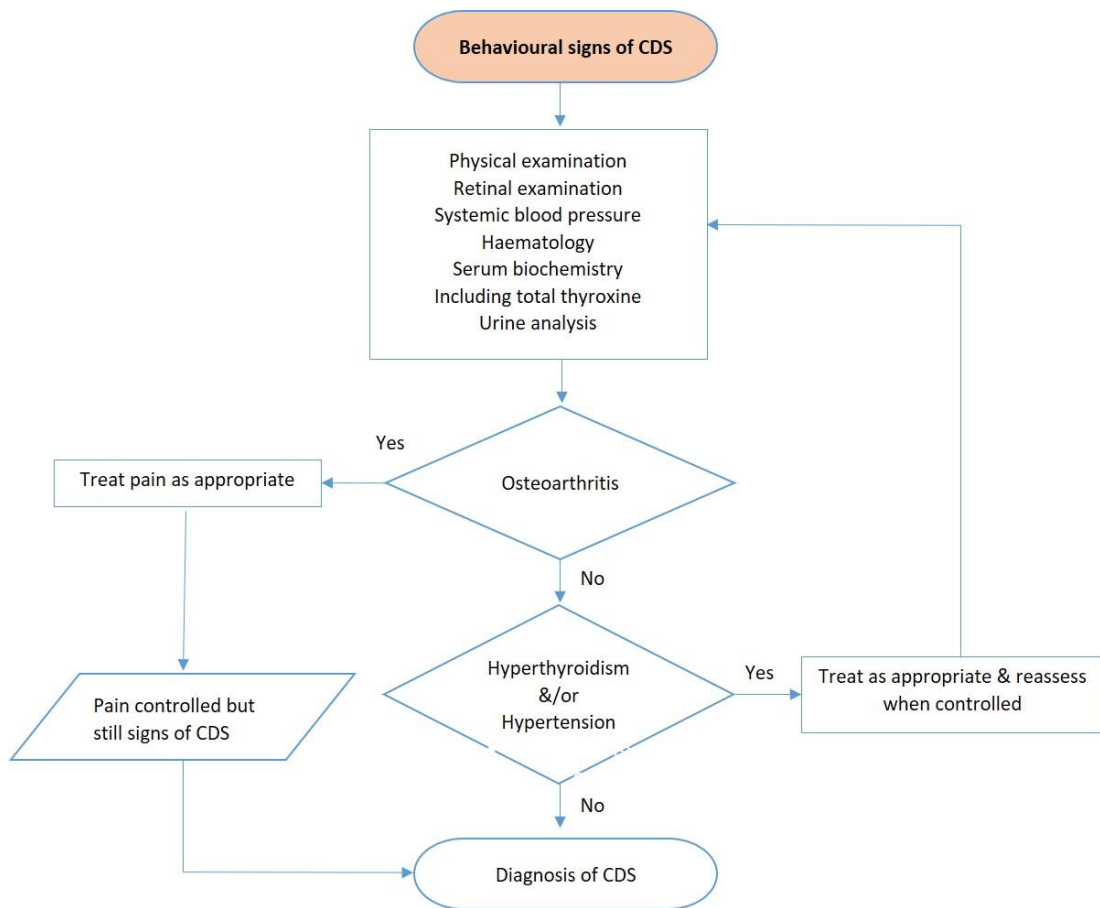 Behavioural signs of CDS
Physical examination
Retinal examination
Systemic blood pressure
Haematology
Serum biochemistry
Including total thyroxine
Urine analysis
Yes
Treat pain as appropriate
Osteoarthritis
No
Hyperthyroidism
&/or
Hypertension
Yes
Treat as appropriate & reassess
when controlled
Pain controlled but
still signs of CDS
No
Diagnosis of CDS